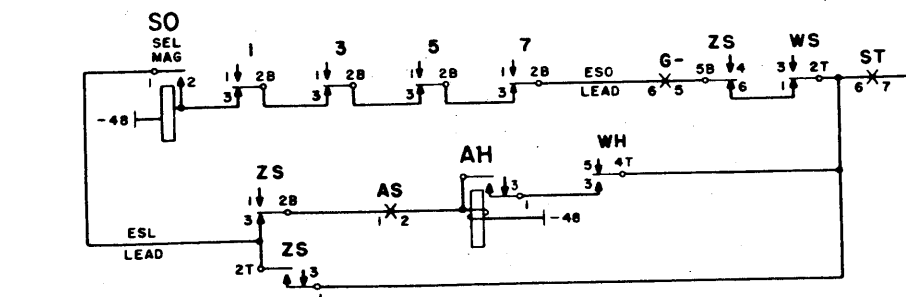 SO
SEL
MAG
1 2
-48
1
1 2B
3
3
1 2B
3
5
1 2B
3
7
1 2B
3
ESO
LEAD
G-
6 5
ZS
5B 4
6
WS
3 2T
1
ST
6 7
ZS
1 2B
3
AS
1 2
AH
3
1
-48
WH
5 4T
3
ESL
LEAD
ZS
2T 3